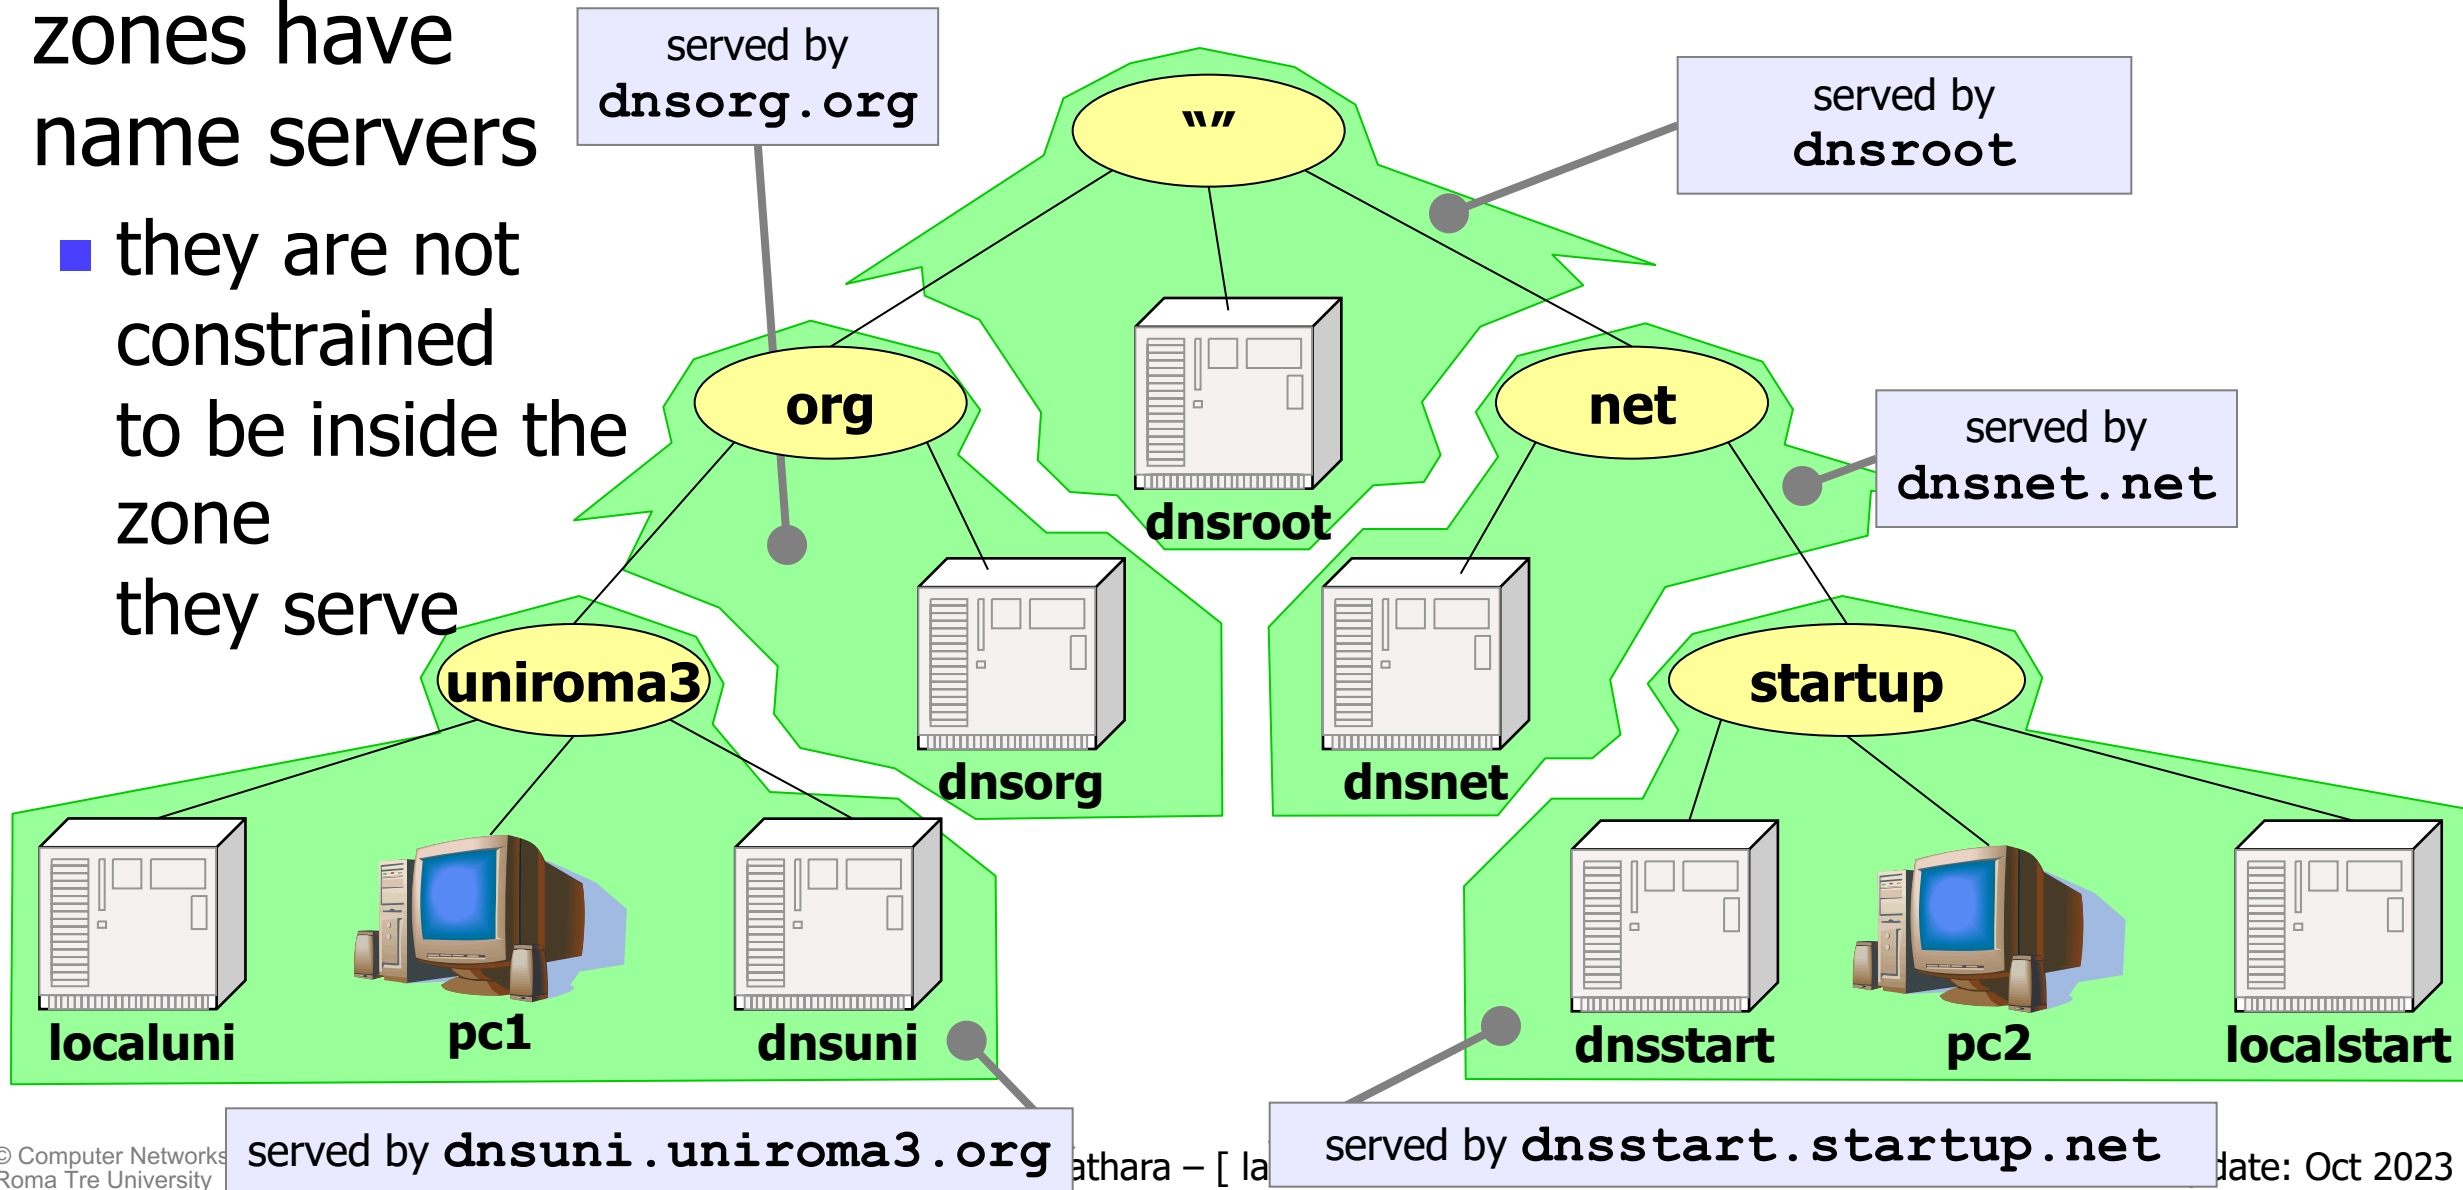 zones have
name servers
they are not
constrained
to be inside the
zone
they serve
served by
dnsorg.org
served by
dnsroot
“”
org
net
served by
dnsnet.net
dnsroot
uniroma3
startup
dnsorg
dnsnet
localuni
pc1
dnsuni
dnsstart
pc2
localstart
served by dnsuni.uniroma3.org
served by dnsstart.startup.net
© Computer Networks
Roma Tre University
athara – [ la
date: Oct 2023